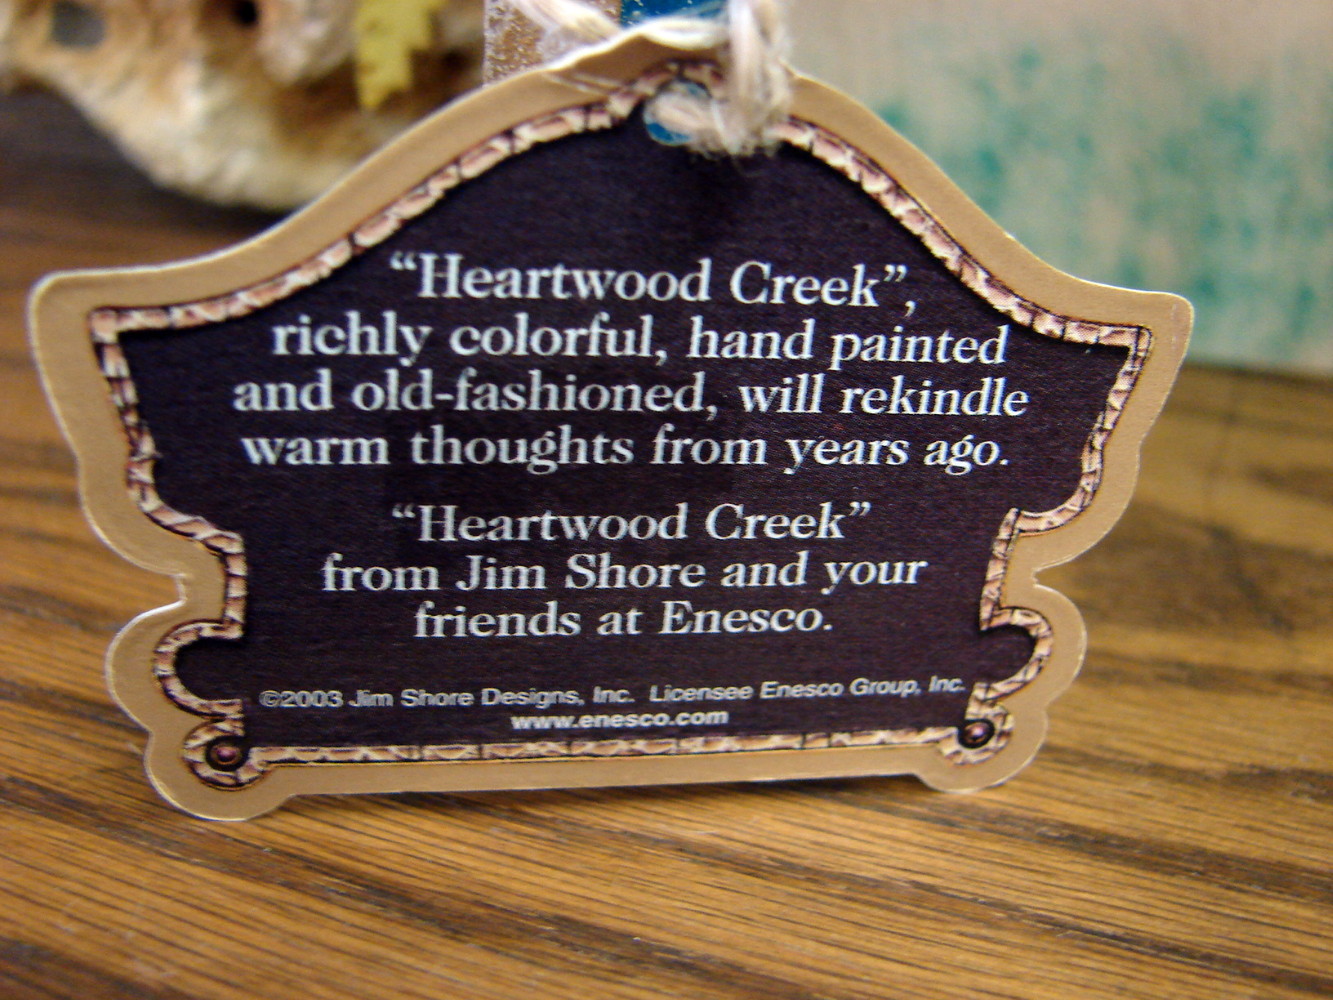 “Heartwood Creek”,
richly colorful, hand painted
and old-fashioned, will rekindle
warm thoughts from years ago.
“Heartwood Creek”
from Jim Shore and your
friends at Enesco.
©2003 Jim Shore Designs, Inc. Licensee Enesco Group, Inc.
www.enesco.com